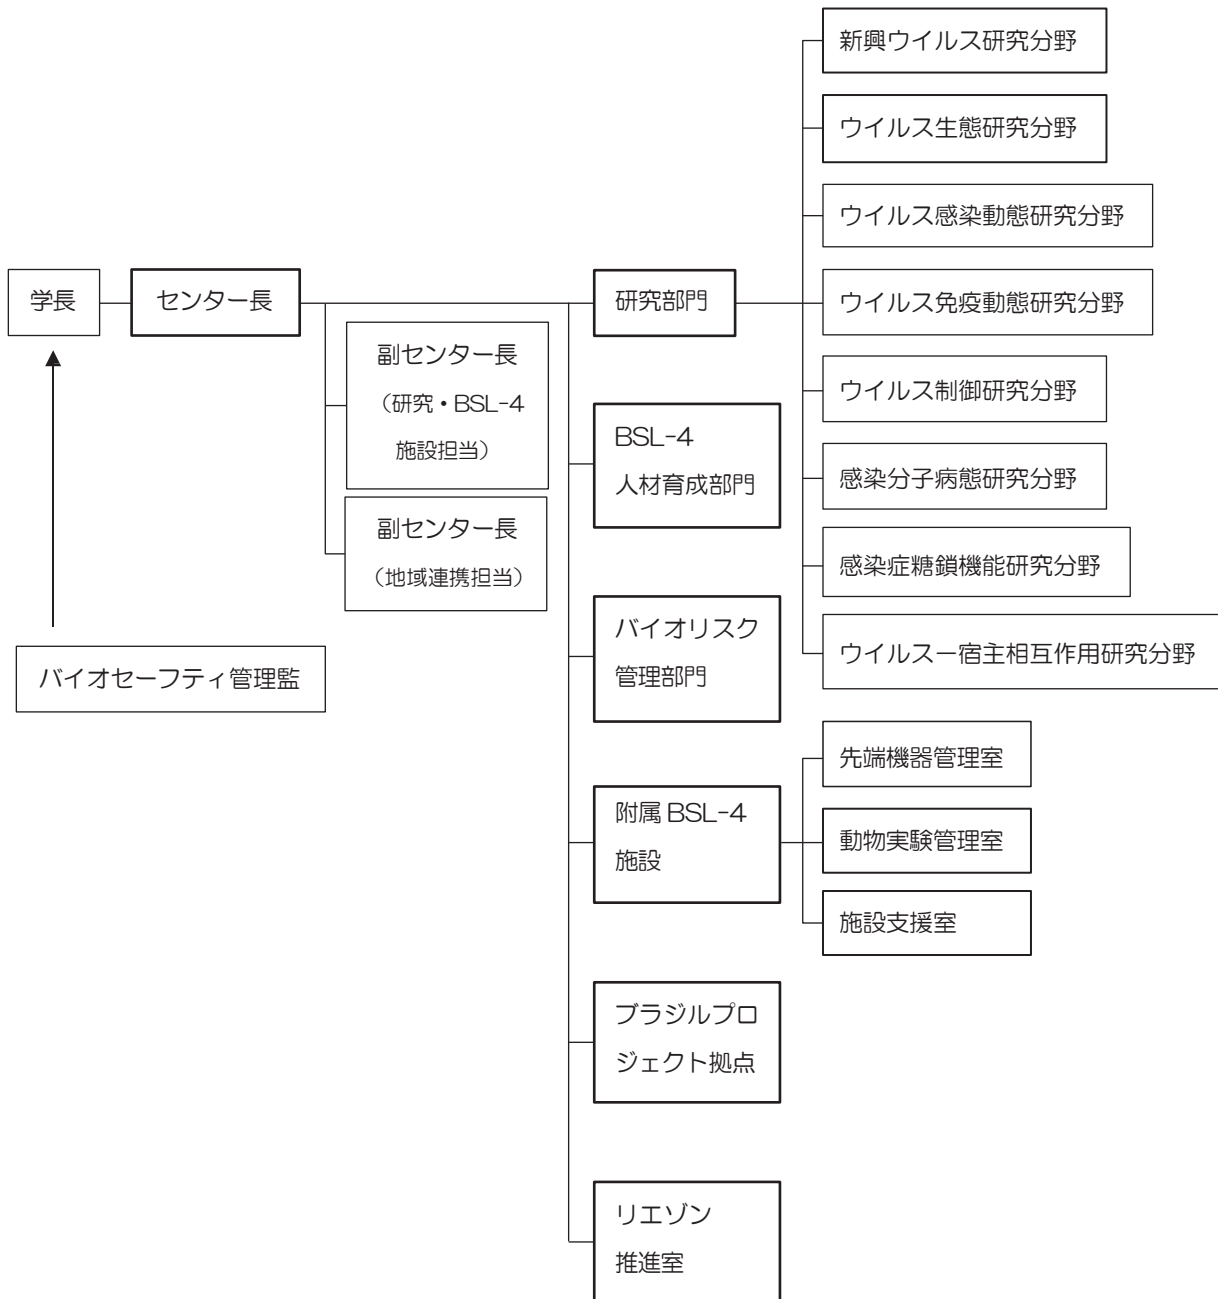 学長
センター長
副センター長
（研究・BSL-4
施設担当）
副センター長
（地域連携担当）
バイオセーフティ管理監
研究部門
BSL-4
人材育成部門
バイオリスク
管理部門
附属 BSL-4
施設
ブラジルプロ
ジェクト拠点
リエゾン
推進室
新興ウイルス研究分野
ウイルス生態研究分野
ウイルス感染動態研究分野
ウイルス免疫動態研究分野
ウイルス制御研究分野
感染分子病態研究分野
感染症糖鎖機能研究分野
ウイルスー宿主相互作用研究分野
先端機器管理室
動物実験管理室
施設支援室